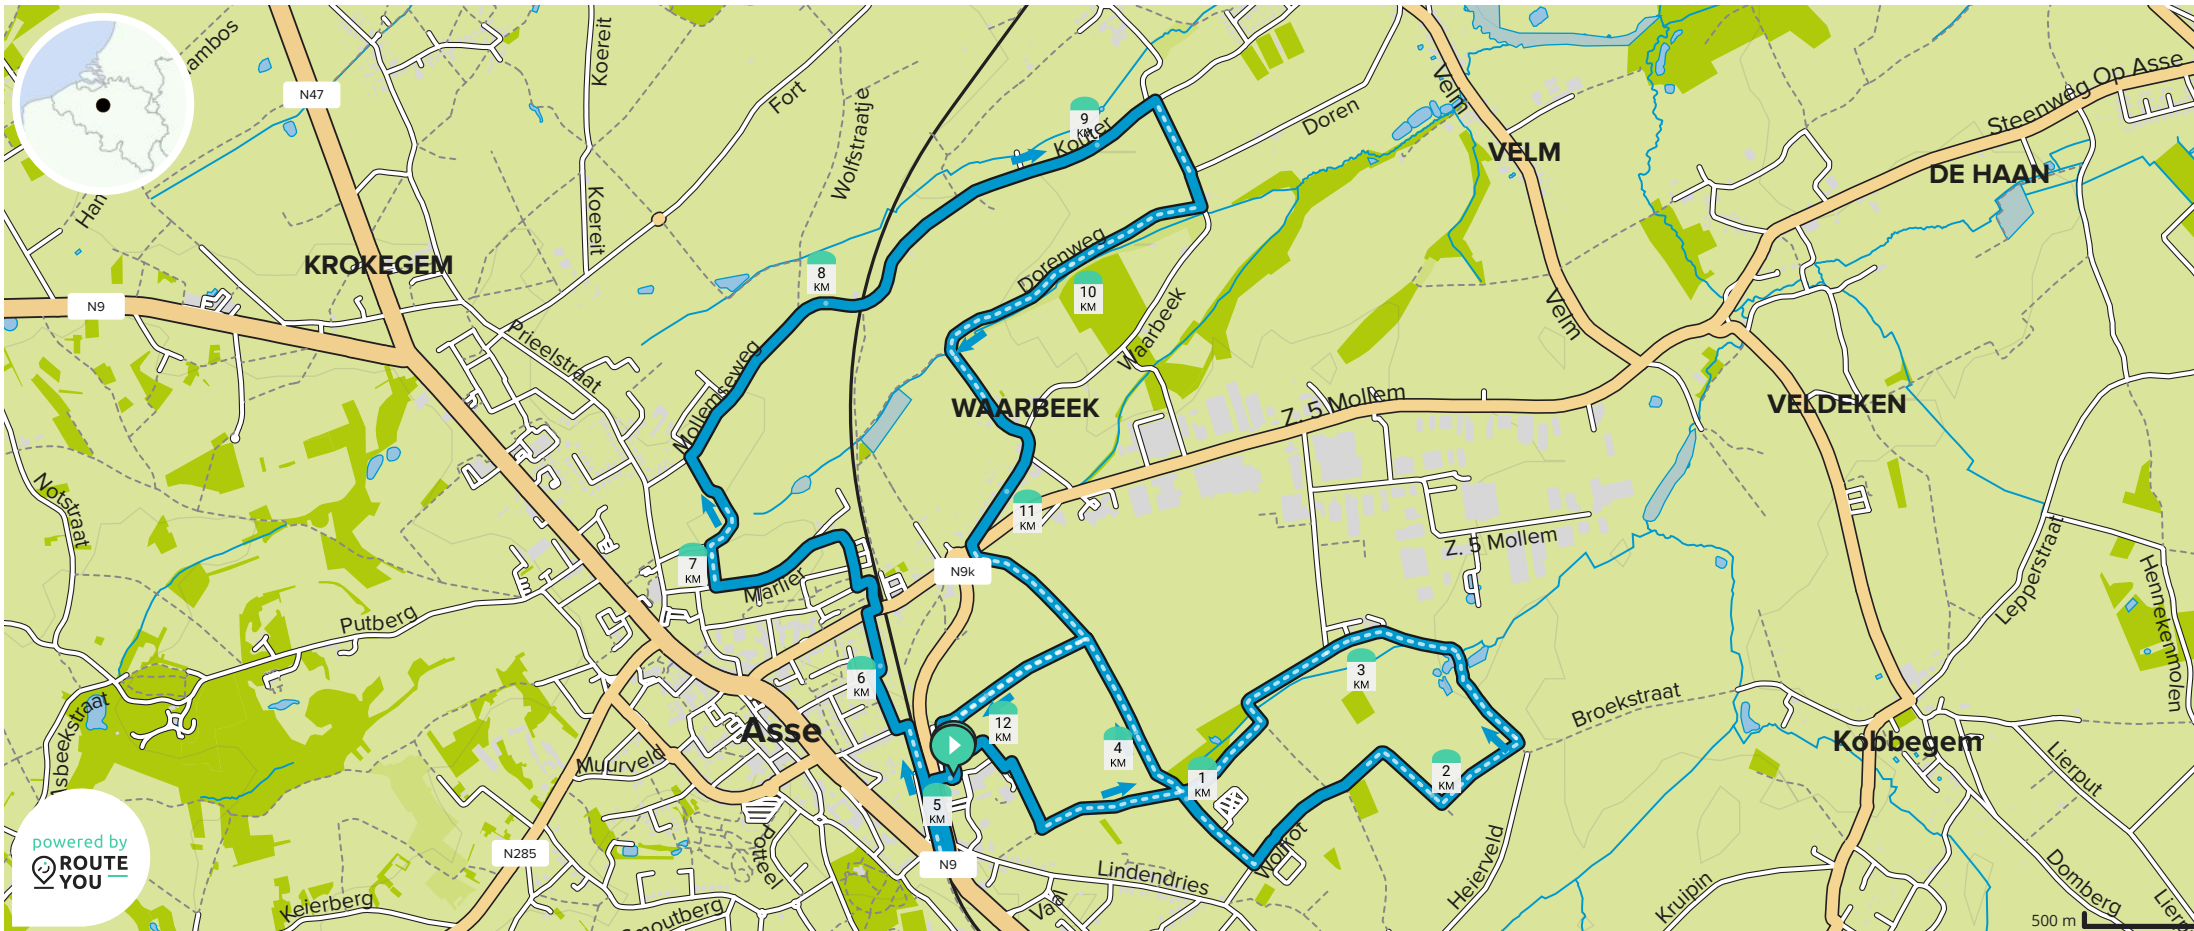 ambos
N47
Koereit
Fort
Wolfstraatje
9
KM
Kouter
Doren
Velm
VELM
Steenweg Op Asse
DE HAAN
Han
Koereit
KROKEGEM
N9
8
KM
Dorenweg
10
KM
Velm
Prieelstraat
Waarbeek
Mollemseweg
WAARBEEK
Z. 5 Mollem
VELDEKEN
Notstraat
11
KM
Z. 5 Mollem
Lepperstraat
Hennekenmolen
7
KM
N9k
Marlier
Putberg
6
KM
3
KM
Broekstraat
Asse
12
KM
4
KM
Kobbegem
Isbeekstraat
Muurveld
1
KM
2
KM
Lierput
5
KM
powered by
ROUTE
YOU
N285
N9
Wolfrot
Heierveld
Lindendries
Vaal
Kruipin
Domberg
Keierberg
Smoutberg
500 m